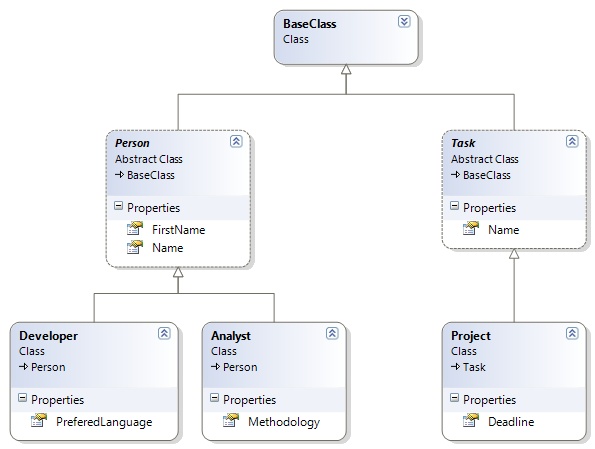 BaseClass
Class
Person
Abstract Class
BaseClass
Properties
FirstName
Name
Task
Abstract Class
BaseClass
Properties
Name
Developer
Class
Person
Properties
PreferedLanguage
Analyst
Class
Person
Properties
Methodology
Project
Class
Task
Properties
Deadline